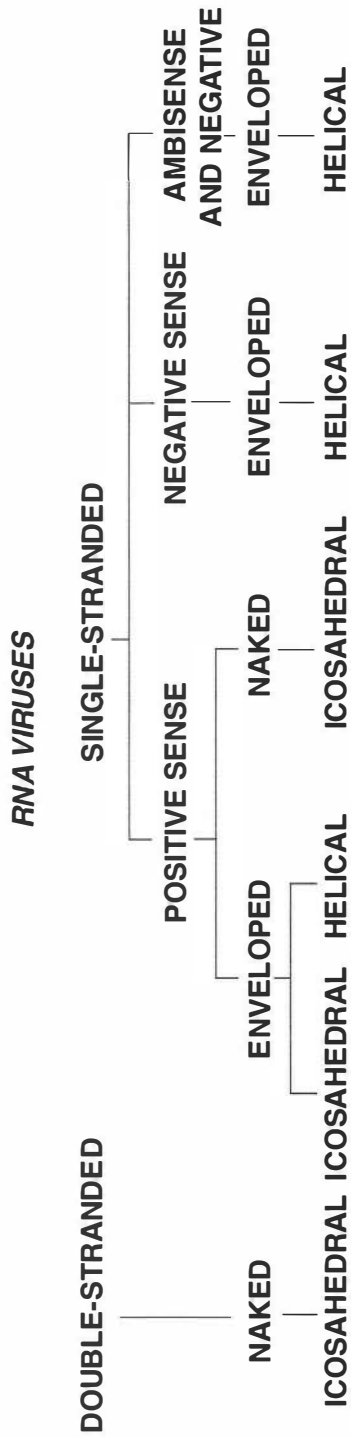 RNA VIRUSES
DOUBLE-STRANDED
SINGLE-STRANDED
POSITIVE SENSE
NEGATIVE SENSE
AMBISENSE
AND NEGATIVE
NAKED
ENVELOPED
NAKED
ENVELOPED
ENVELOPED
ICOSAHEDRAL
ICOSAHEDRAL
HELICAL
ICOSAHEDRAL
HELICAL
HELICAL